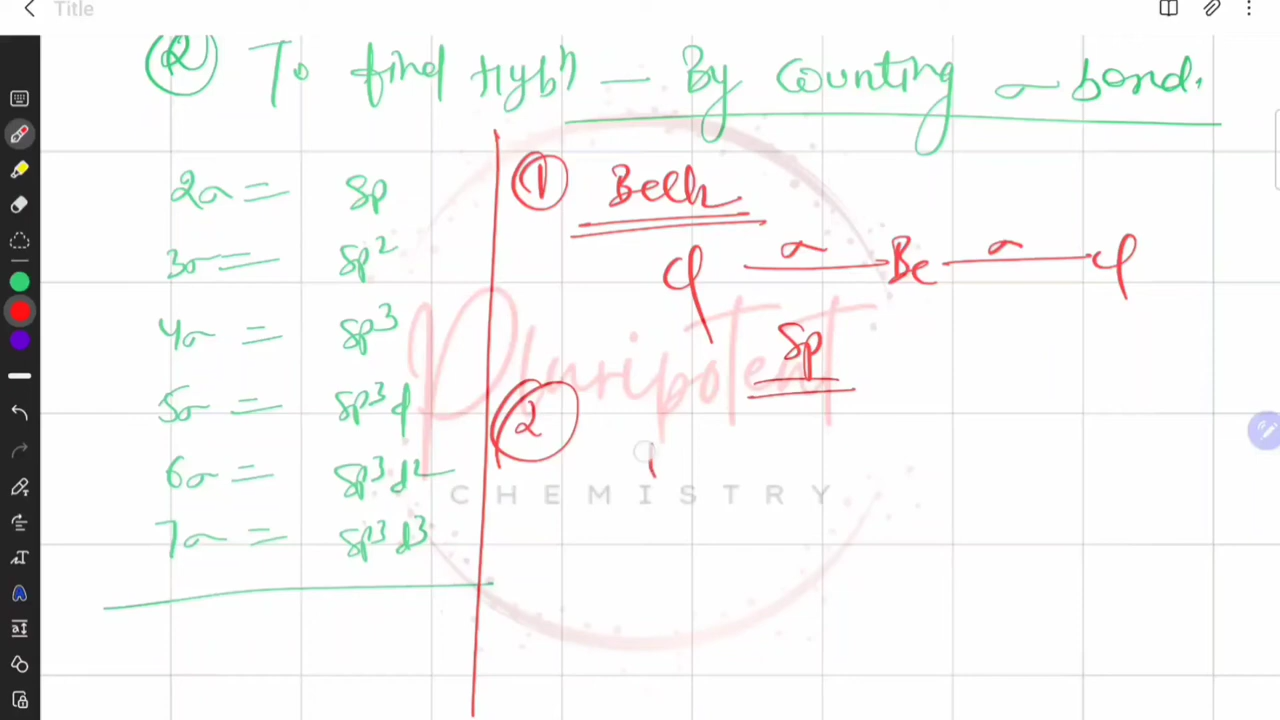 Title
② To find Hybⁿ — By counting σ bond.
2σ = sp
3σ = sp²
4σ = sp³
5σ = sp³d
6σ = sp³d²
7σ = sp³d³
① BeCl₂
Cl σ Be σ Cl
sp
②
Pluripotent
CHEMISTRY